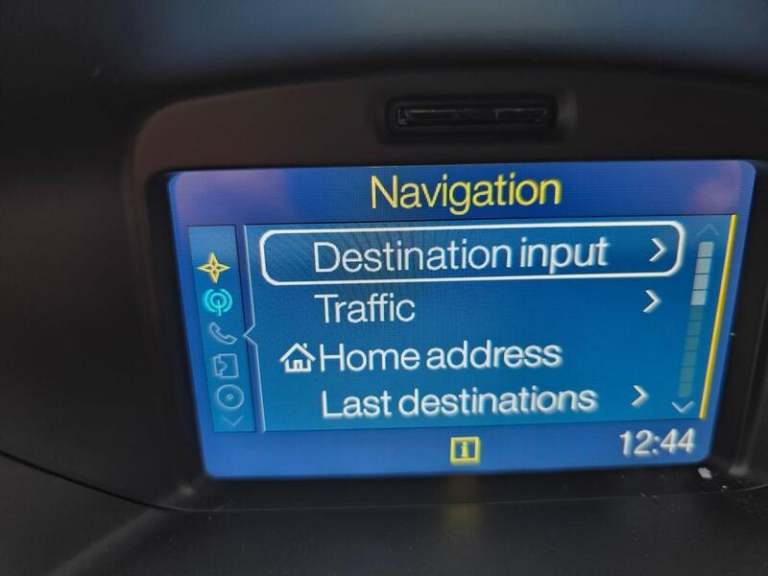 Navigation
Destination input
Traffic
Home address
Last destinations
i
12:44